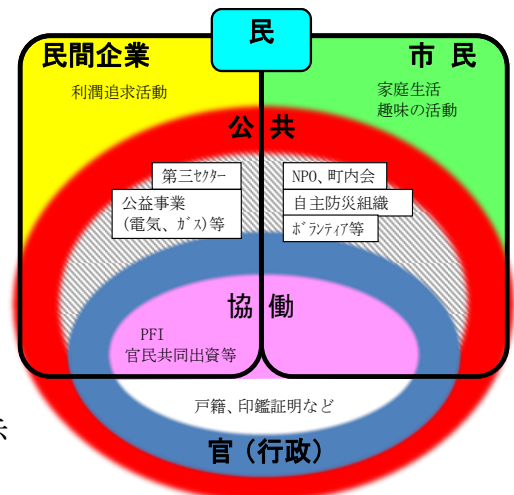 民
民間企業
市 民
利潤追求活動
家庭生活
趣味の活動
公 共
第三ｾｸﾀｰ
NPO、町内会
公益事業
(電気、ｶﾞｽ)等
自主防災組織
ﾎﾞﾗﾝﾃｨｱ等
協 働
PFI
官民共同出資等
戸籍、印鑑証明など
官（行政）